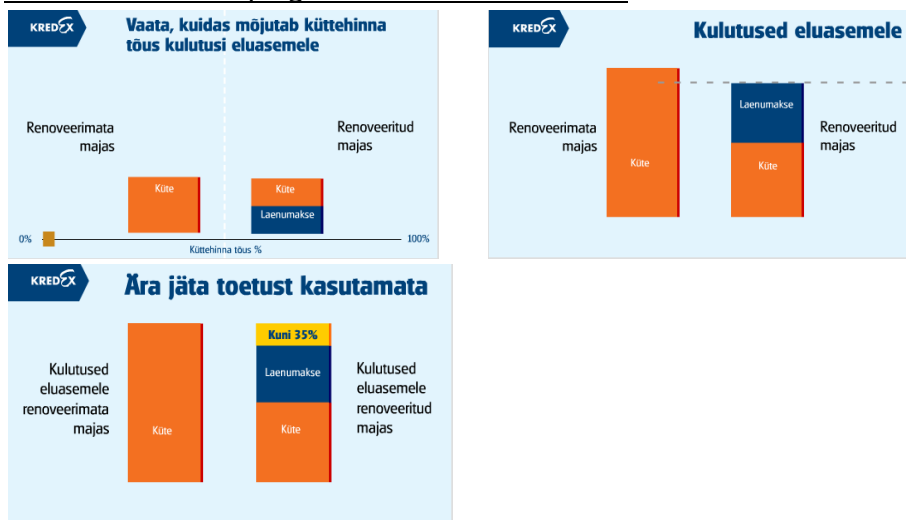 KREDEX
Vaata, kuidas mõjutab küttehinna
tõus kulutusi eluasemele
Renoveerimata
majas
Renoveeritud
majas
Küte
Küte
Laenumakse
0%
100%
Küttehinna tõus %
KREDEX
Kulutused eluasemele
Renoveerimata
majas
Küte
Laenumakse
Küte
Renoveeritud
majas
KREDEX
Ära jäta toetust kasutamata
Kulutused
eluasemele
renoveerimata
majas
Küte
Kuni 35%
Laenumakse
Küte
Kulutused
eluasemele
renoveeritud
majas